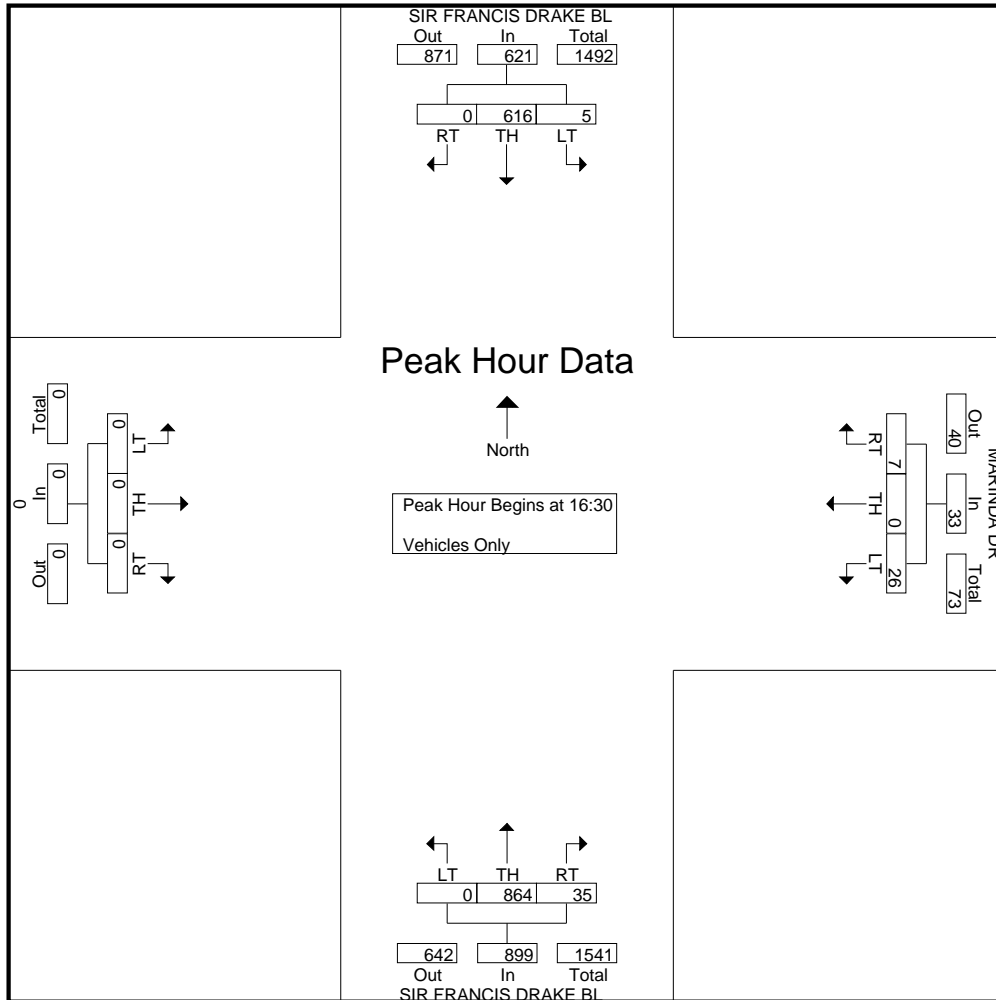 SIR FRANCIS DRAKE BL
Out In Total
871 621 1492
0 616 5
RT TH LT
Peak Hour Data
North
Peak Hour Begins at 16:30
Vehicles Only
Total In Out
0 0 0
0
0 0 0
LT TH RT
RT TH LT
7 0 26
Out In Total
40 33 73
MARINDA DR
LT TH RT
0 864 35
642 899 1541
Out In Total
SIR FRANCIS DRAKE BL